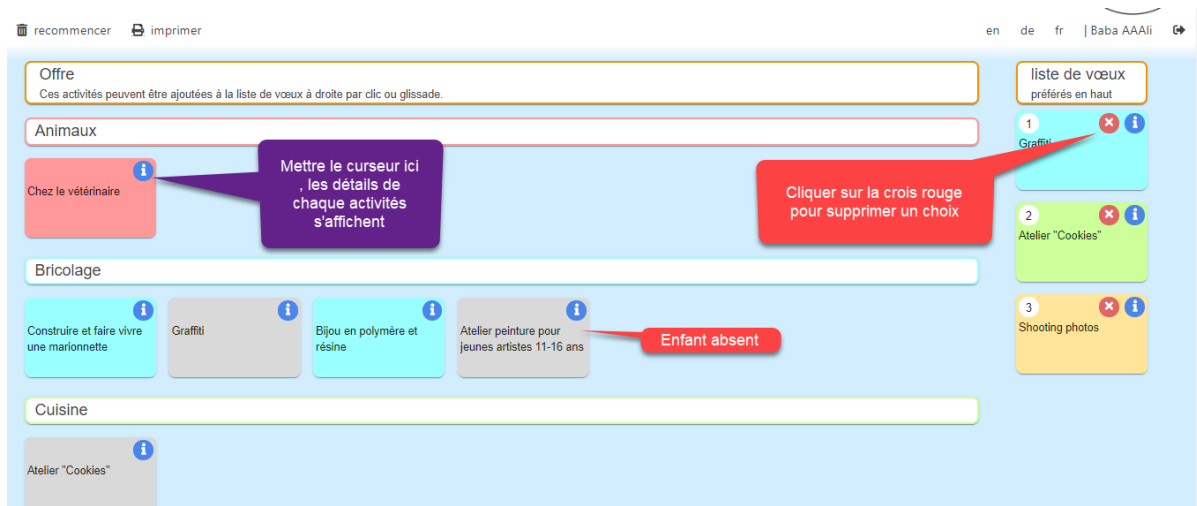 recommencer imprimer en de fr | Baba AAAli
Offre
Ces activités peuvent être ajoutées à la liste de vœux à droite par clic ou glissade.
liste de vœux
préférés en haut
Animaux
Chez le vétérinaire
Mettre le curseur ici
, les détails de
chaque activités
s'affichent
Cliquer sur la crois rouge
pour supprimer un choix
1
Graffiti
2
Atelier "Cookies"
3
Shooting photos
Bricolage
Construire et faire vivre
une marionnette
Graffiti
Bijou en polymère et
résine
Atelier peinture pour
jeunes artistes 11-16 ans
Enfant absent
Cuisine
Atelier "Cookies"